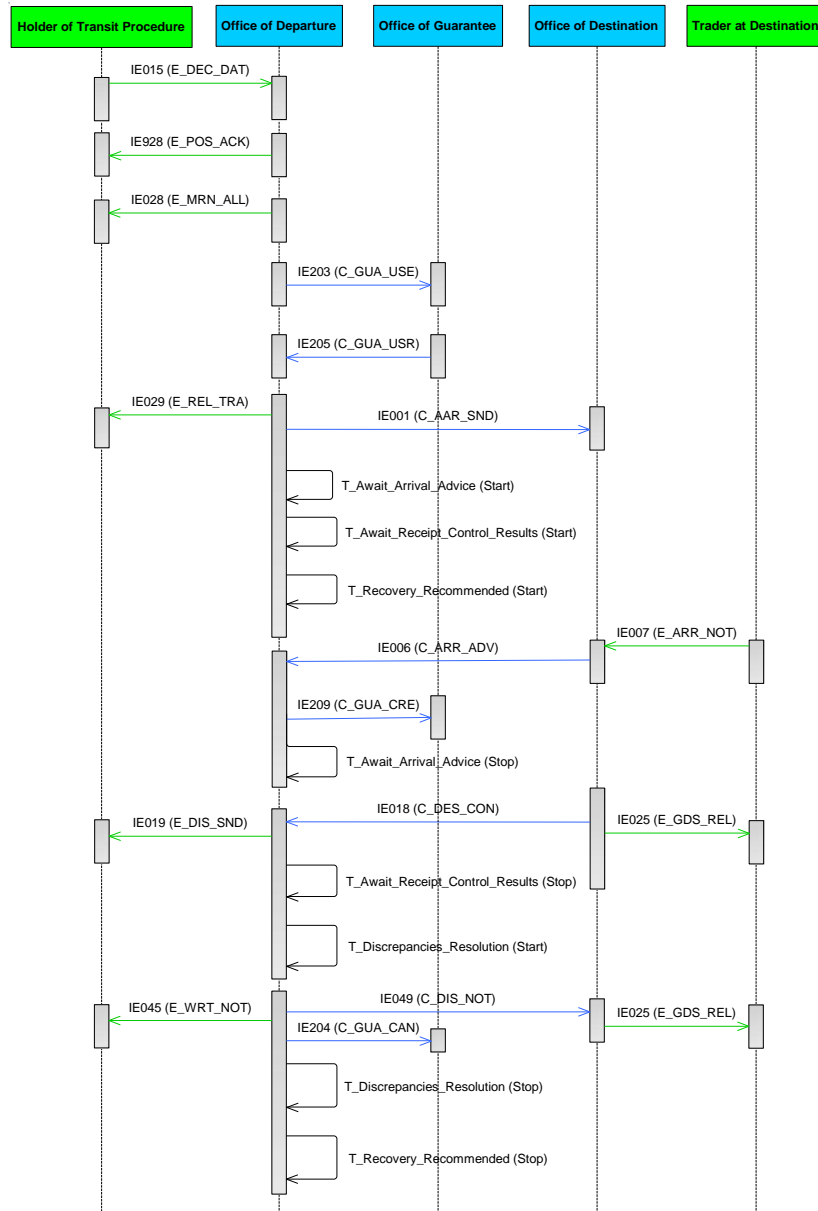 Holder of Transit Procedure
Office of Departure
Office of Guarantee
Office of Destination
Trader at Destination
IE015 (E_DEC_DAT)
IE928 (E_POS_ACK)
IE028 (E_MRN_ALL)
IE203 (C_GUA_USE)
IE205 (C_GUA_USR)
IE029 (E_REL_TRA)
IE001 (C_AAR_SND)
T_Await_Arrival_Advice (Start)
T_Await_Receipt_Control_Results (Start)
T_Recovery_Recommended (Start)
IE007 (E_ARR_NOT)
IE006 (C_ARR_ADV)
IE209 (C_GUA_CRE)
T_Await_Arrival_Advice (Stop)
IE018 (C_DES_CON)
IE019 (E_DIS_SND)
IE025 (E_GDS_REL)
T_Await_Receipt_Control_Results (Stop)
T_Discrepancies_Resolution (Start)
IE045 (E_WRT_NOT)
IE049 (C_DIS_NOT)
IE025 (E_GDS_REL)
IE204 (C_GUA_CAN)
T_Discrepancies_Resolution (Stop)
T_Recovery_Recommended (Stop)